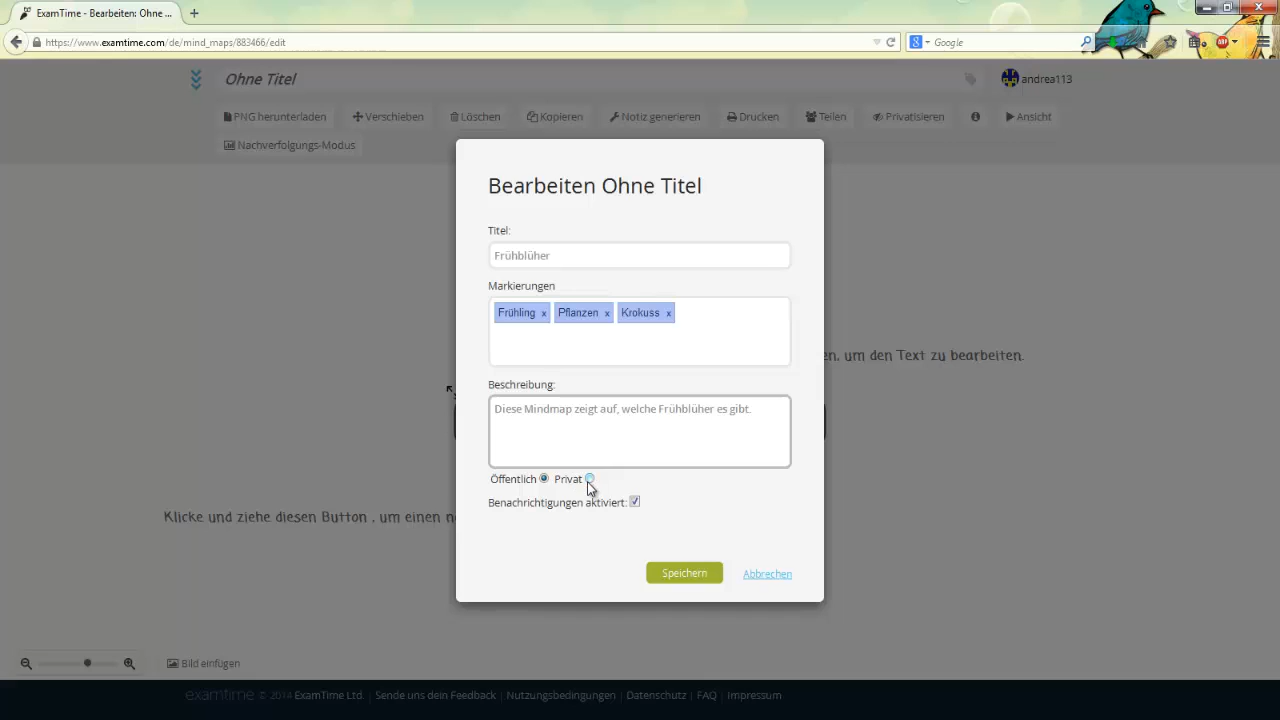 ExamTime - Bearbeiten: Ohne ...
https://www.examtime.com/de/mind_maps/883466/edit
Google
Ohne Titel
andrea113
PNG herunterladen
Verschieben
Löschen
Kopieren
Notiz generieren
Drucken
Teilen
Privatisieren
Ansicht
Nachverfolgungs-Modus
Bearbeiten Ohne Titel
Titel:
Frühblüher
Markierungen
Frühling x Pflanzen x Krokuss x
en, um den Text zu bearbeiten.
Beschreibung:
Diese Mindmap zeigt auf, welche Frühblüher es gibt.
Öffentlich Privat
Benachrichtigungen aktiviert:
Klicke und ziehe diesen Button , um einen n
Speichern
Abbrechen
Bild einfügen
examtime © 2014 ExamTime Ltd. | Sende uns dein Feedback | Nutzungsbedingungen | Datenschutz | FAQ | Impressum